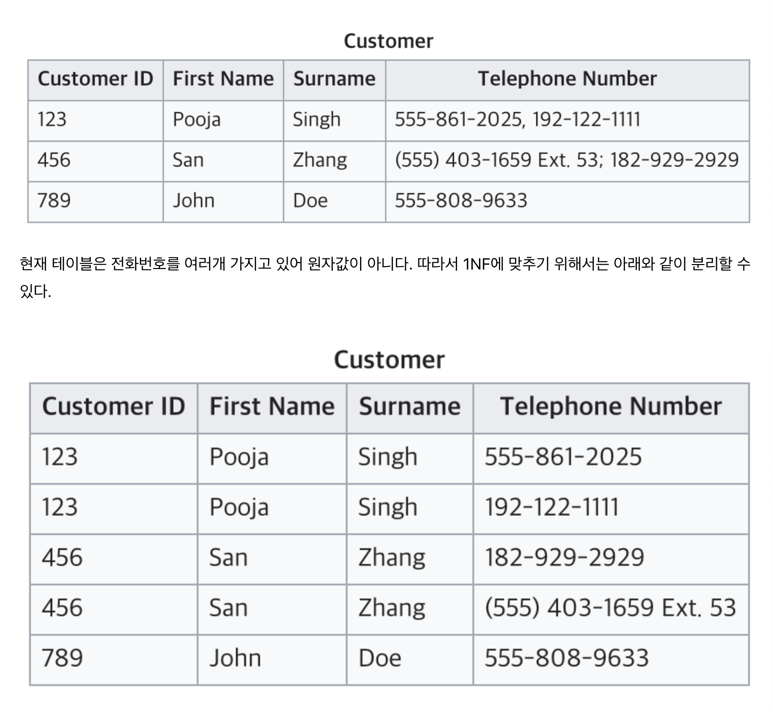 Customer
Customer ID First Name Surname Telephone Number
123 Pooja Singh 555-861-2025, 192-122-1111
456 San Zhang (555) 403-1659 Ext. 53; 182-929-2929
789 John Doe 555-808-9633
현재 테이블은 전화번호를 여러개 가지고 있어 원자값이 아니다. 따라서 1NF에 맞추기 위해서는 아래와 같이 분리할 수
있다.
Customer
Customer ID First Name Surname Telephone Number
123 Pooja Singh 555-861-2025
123 Pooja Singh 192-122-1111
456 San Zhang 182-929-2929
456 San Zhang (555) 403-1659 Ext. 53
789 John Doe 555-808-9633